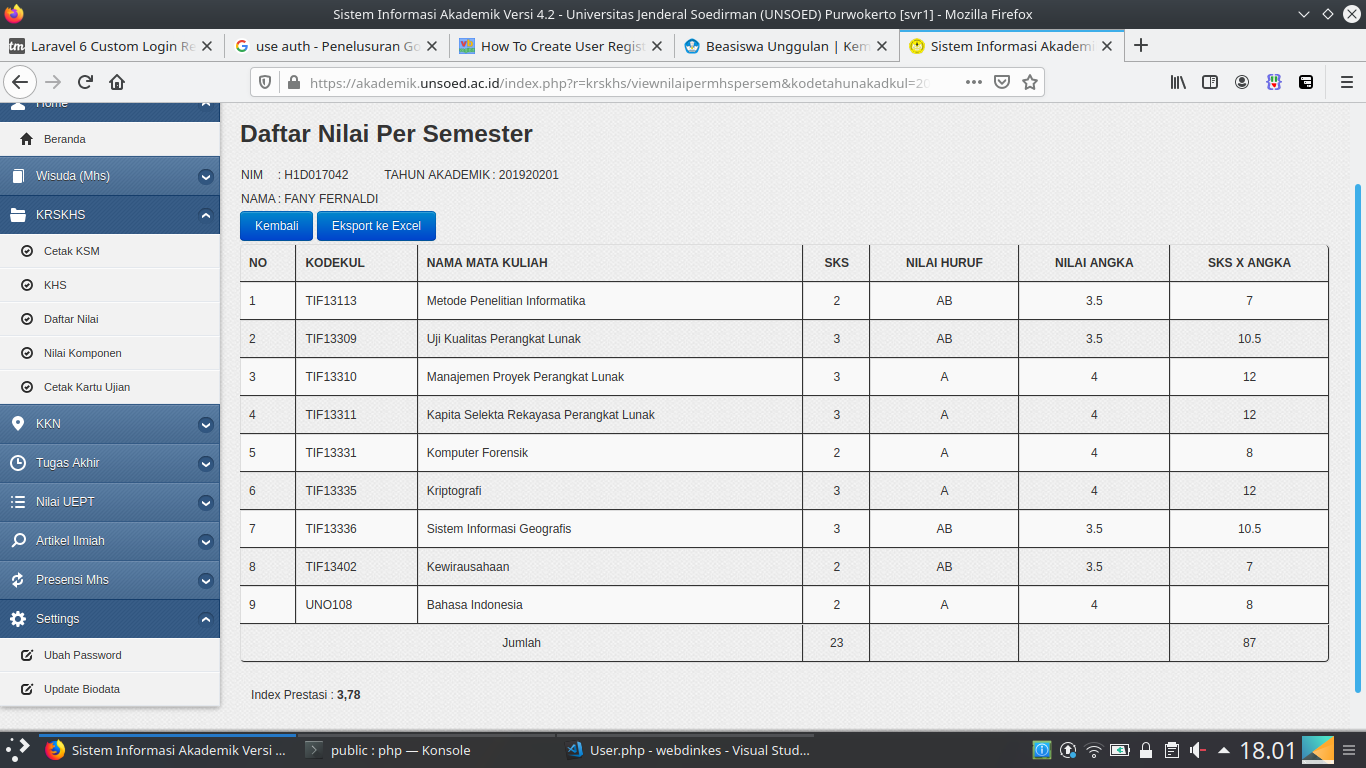 Sistem Informasi Akademik Versi 4.2 - Universitas Jenderal Soedirman (UNSOED) Purwokerto [svr1] - Mozilla Firefox
tm Laravel 6 Custom Login Re
G use auth - Penelusuran Go
How To Create User Regist
Beasiswa Unggulan | Kem
Sistem Informasi Akademi
https://akademik.unsoed.ac.id/index.php?r=krskhs/viewnilaipermhspersem&kodetahunakadkul=20
Home
Beranda
Wisuda (Mhs)
KRSKHS
Cetak KSM
KHS
Daftar Nilai
Nilai Komponen
Cetak Kartu Ujian
KKN
Tugas Akhir
Nilai UEPT
Artikel Ilmiah
Presensi Mhs
Settings
Ubah Password
Update Biodata
Daftar Nilai Per Semester
NIM : H1D017042 TAHUN AKADEMIK : 201920201
NAMA : FANY FERNALDI
Kembali Eksport ke Excel
NO KODEKUL NAMA MATA KULIAH SKS NILAI HURUF NILAI ANGKA SKS X ANGKA
1 TIF13113 Metode Penelitian Informatika 2 AB 3.5 7
2 TIF13309 Uji Kualitas Perangkat Lunak 3 AB 3.5 10.5
3 TIF13310 Manajemen Proyek Perangkat Lunak 3 A 4 12
4 TIF13311 Kapita Selekta Rekayasa Perangkat Lunak 3 A 4 12
5 TIF13331 Komputer Forensik 2 A 4 8
6 TIF13335 Kriptografi 3 A 4 12
7 TIF13336 Sistem Informasi Geografis 3 AB 3.5 10.5
8 TIF13402 Kewirausahaan 2 AB 3.5 7
9 UNO108 Bahasa Indonesia 2 A 4 8
Jumlah 23 87
Index Prestasi : 3,78
Sistem Informasi Akademik Versi ...
public : php — Konsole
User.php - webdinkes - Visual Stud...
18.01